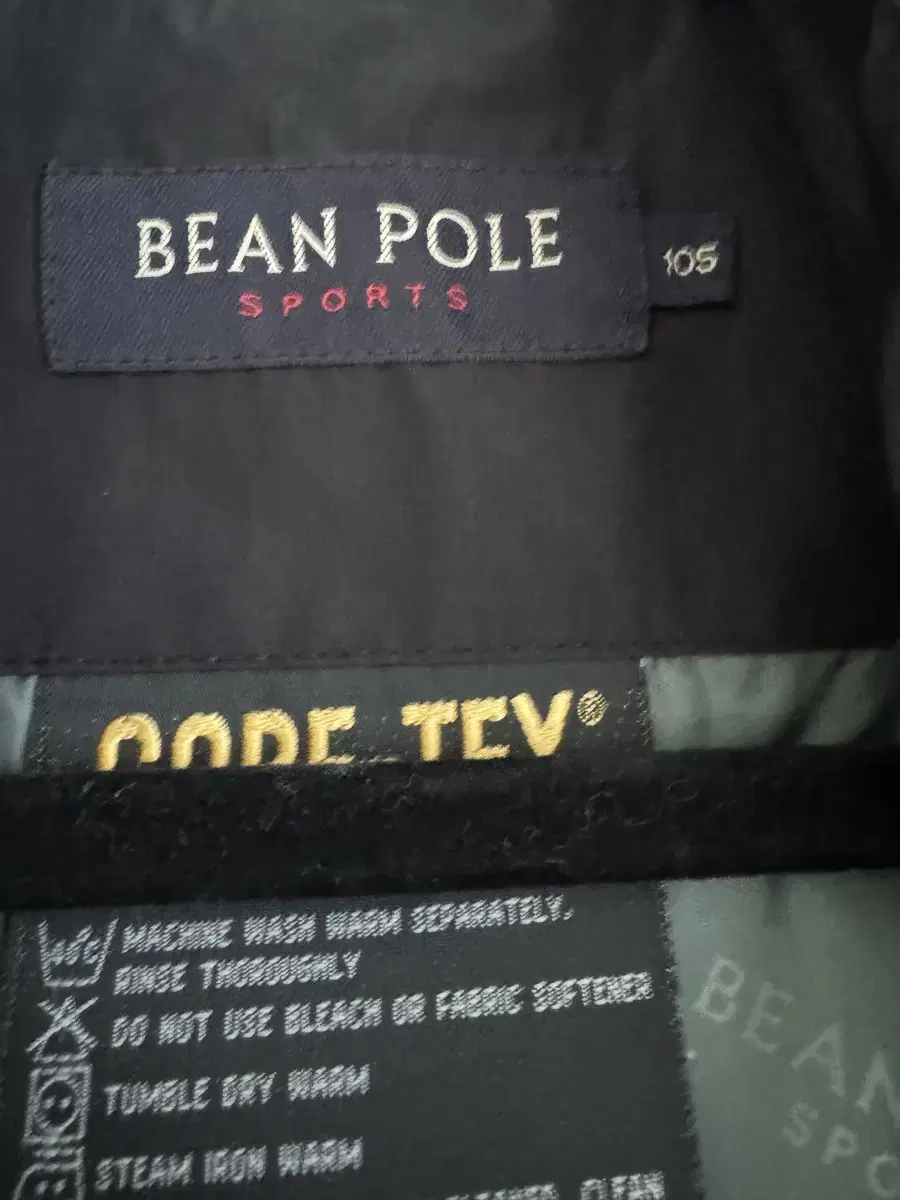 BEAN POLE
SPORTS
105
GORE-TEX®
MACHINE WASH WARM SEPARATELY.
RINSE THOROUGHLY
DO NOT USE BLEACH OR FABRIC SOFTENER
TUMBLE DRY WARM
STEAM IRON WARM
BEAN
SPO